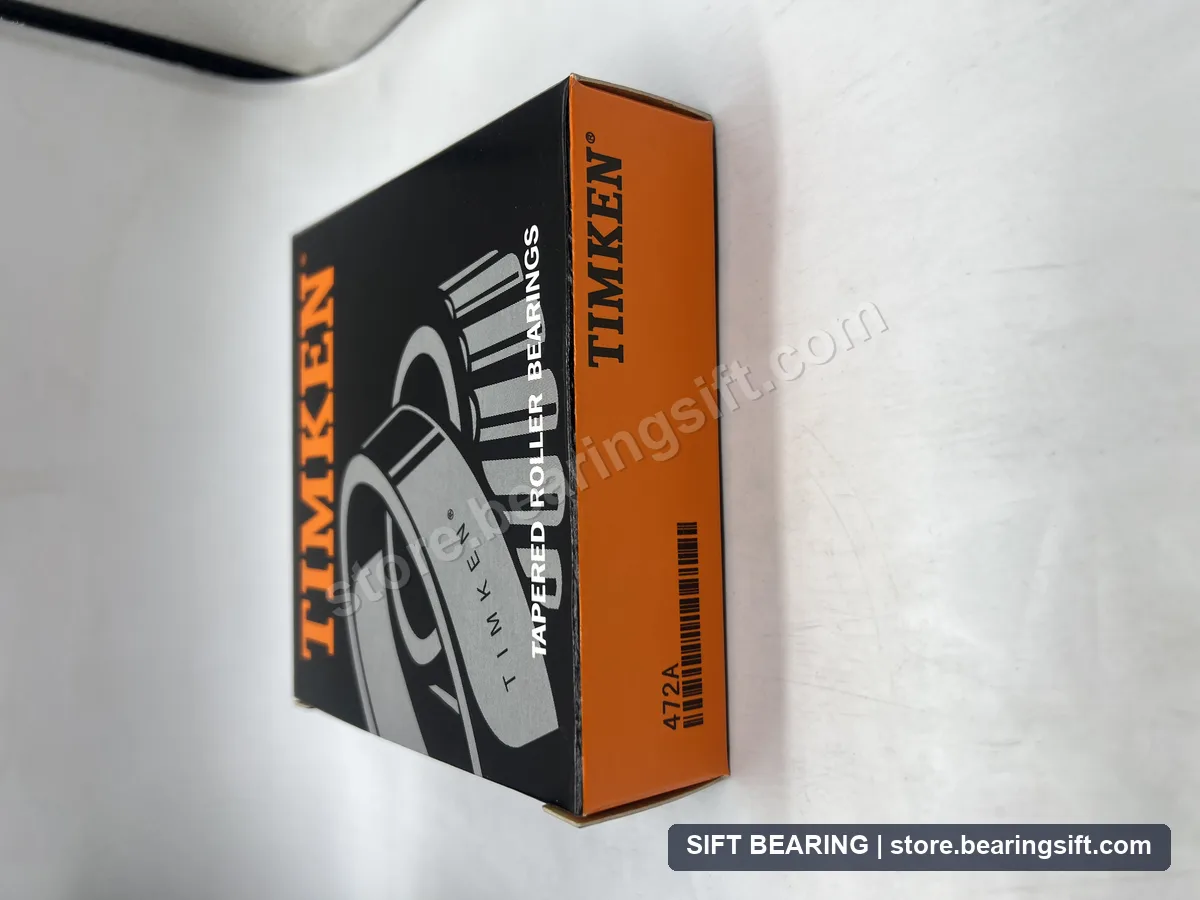 TIMKEN
TIMKEN®
TAPERED ROLLER BEARINGS
TIMKEN®
472A
store.bearingsift.com
SIFT BEARING | store.bearingsift.com